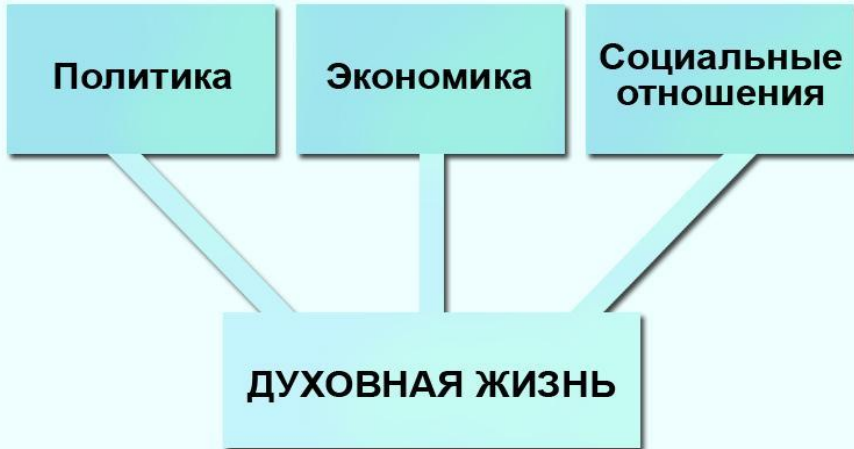 Политика
Экономика
Социальные
отношения
ДУХОВНАЯ ЖИЗНЬ